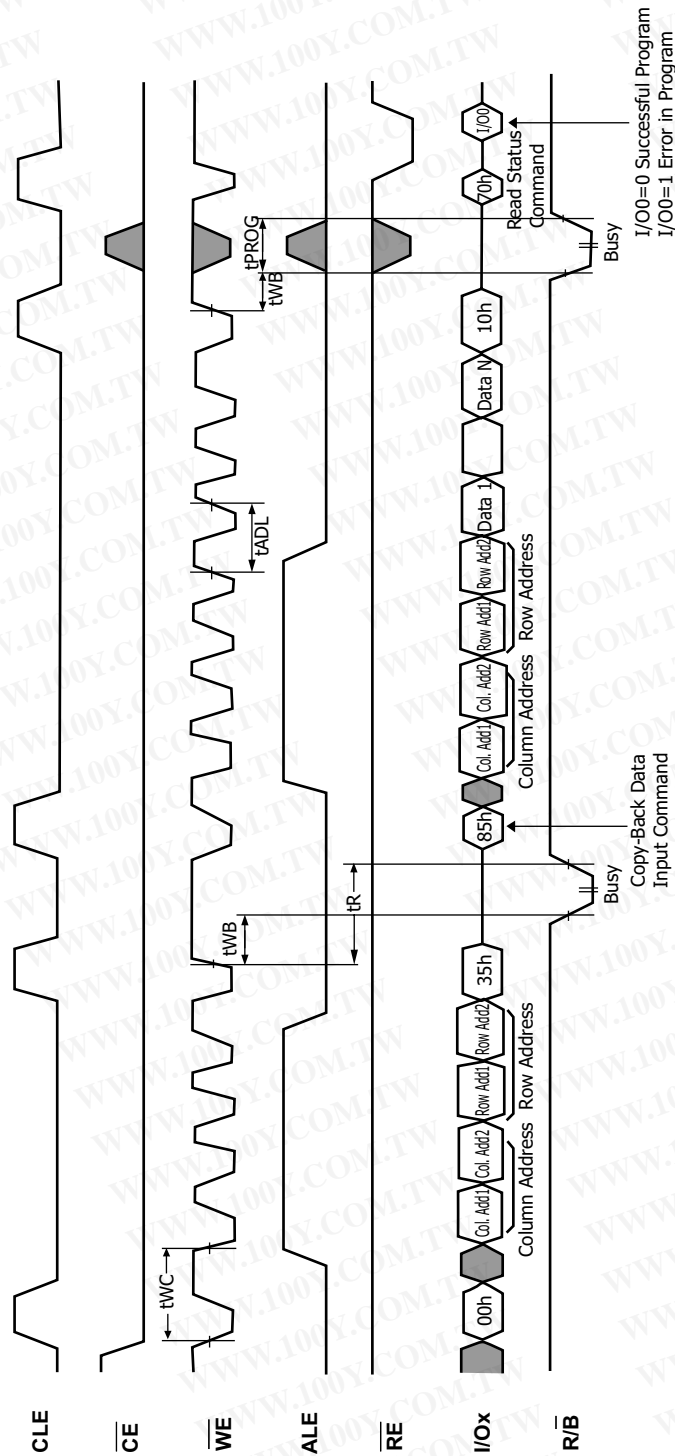 CLE
CE
WE
tWC
tWB
tADL
tWB
tPROG
ALE
tR
RE
I/Ox
00h
Col. Add1
Col. Add2
Row Add1
Row Add2
35h
85h
Col. Add1
Col. Add2
Row Add1
Row Add2
Data 1
Data N
10h
70h
I/O0
Column Address
Row Address
Column Address
Row Address
Read Status
Command
R/B
Busy
Busy
Copy-Back Data
Input Command
I/O0=0 Successful Program
I/O0=1 Error in Program
WWW.100Y.COM.TW